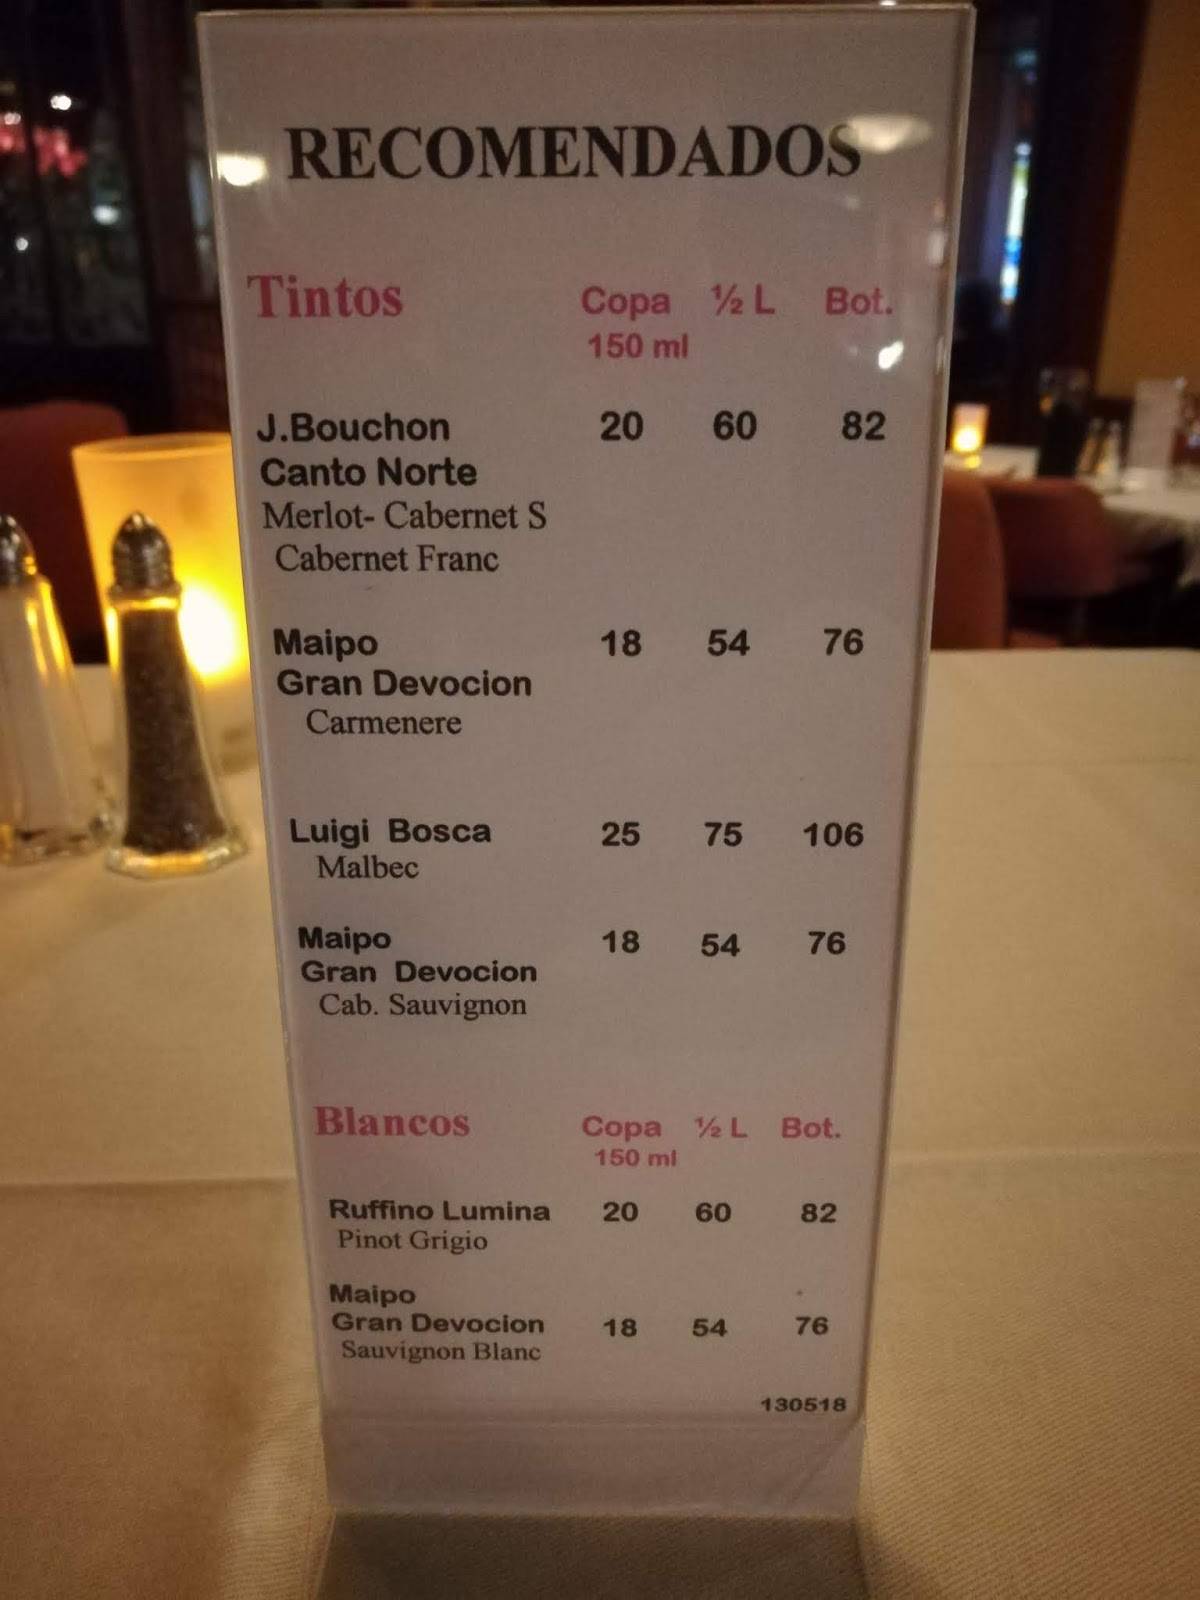 RECOMENDADOS
Tintos Copa ½ L Bot.
150 ml
J.Bouchon 20 60 82
Canto Norte
Merlot- Cabernet S
Cabernet Franc
Maipo 18 54 76
Gran Devocion
Carmenere
Luigi Bosca 25 75 106
Malbec
Maipo 18 54 76
Gran Devocion
Cab. Sauvignon
Blancos Copa ½ L Bot.
150 ml
Ruffino Lumina 20 60 82
Pinot Grigio
Maipo
Gran Devocion 18 54 76
Sauvignon Blanc
130518